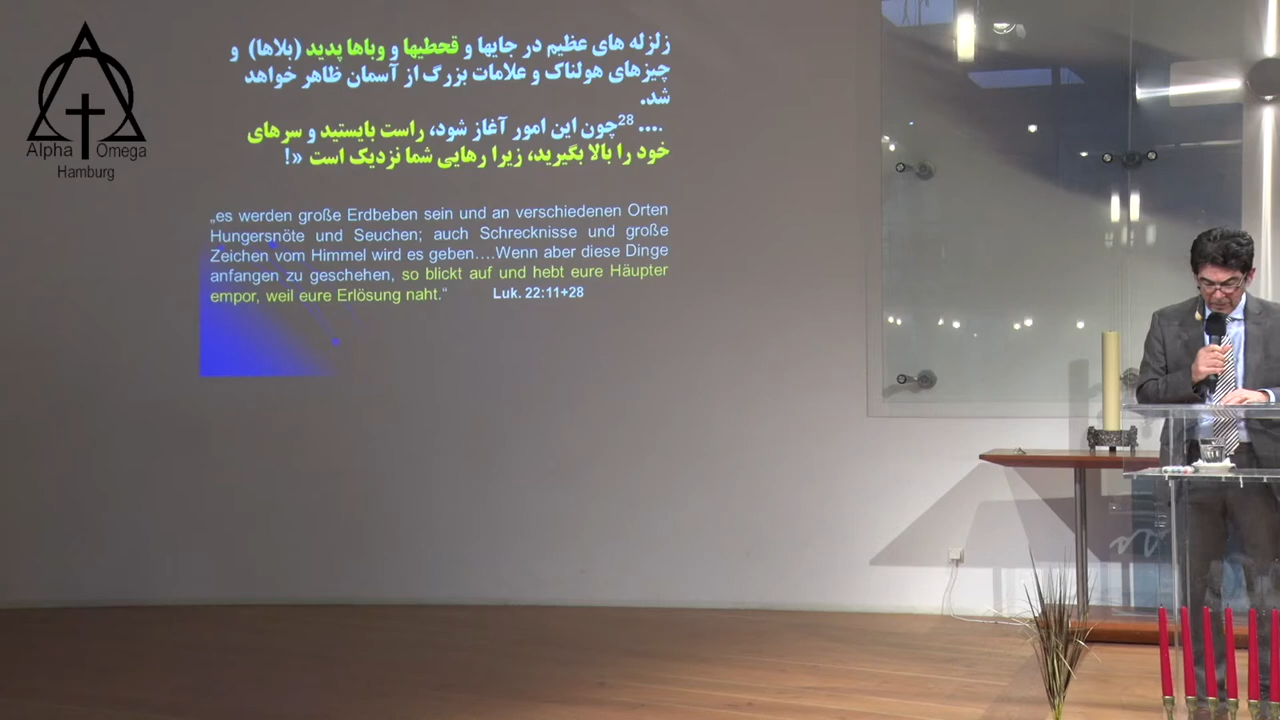 Alpha Omega
Hamburg
زلزله های عظیم در جایها و قحطیها و وباها پدید (بلاها) و
چیزهای هولناک و علامات بزرگ از آسمان ظاهر خواهد
شد.
.... 28چون این امور آغاز شود، راست بایستید و سرهای
خود را بالا بگیرید، زیرا رهایی شما نزدیک است »!
„es werden große Erdbeben sein und an verschiedenen Orten
Hungersnöte und Seuchen; auch Schrecknisse und große
Zeichen vom Himmel wird es geben….Wenn aber diese Dinge
anfangen zu geschehen, so blickt auf und hebt eure Häupter
empor, weil eure Erlösung naht.“ Luk. 22:11+28